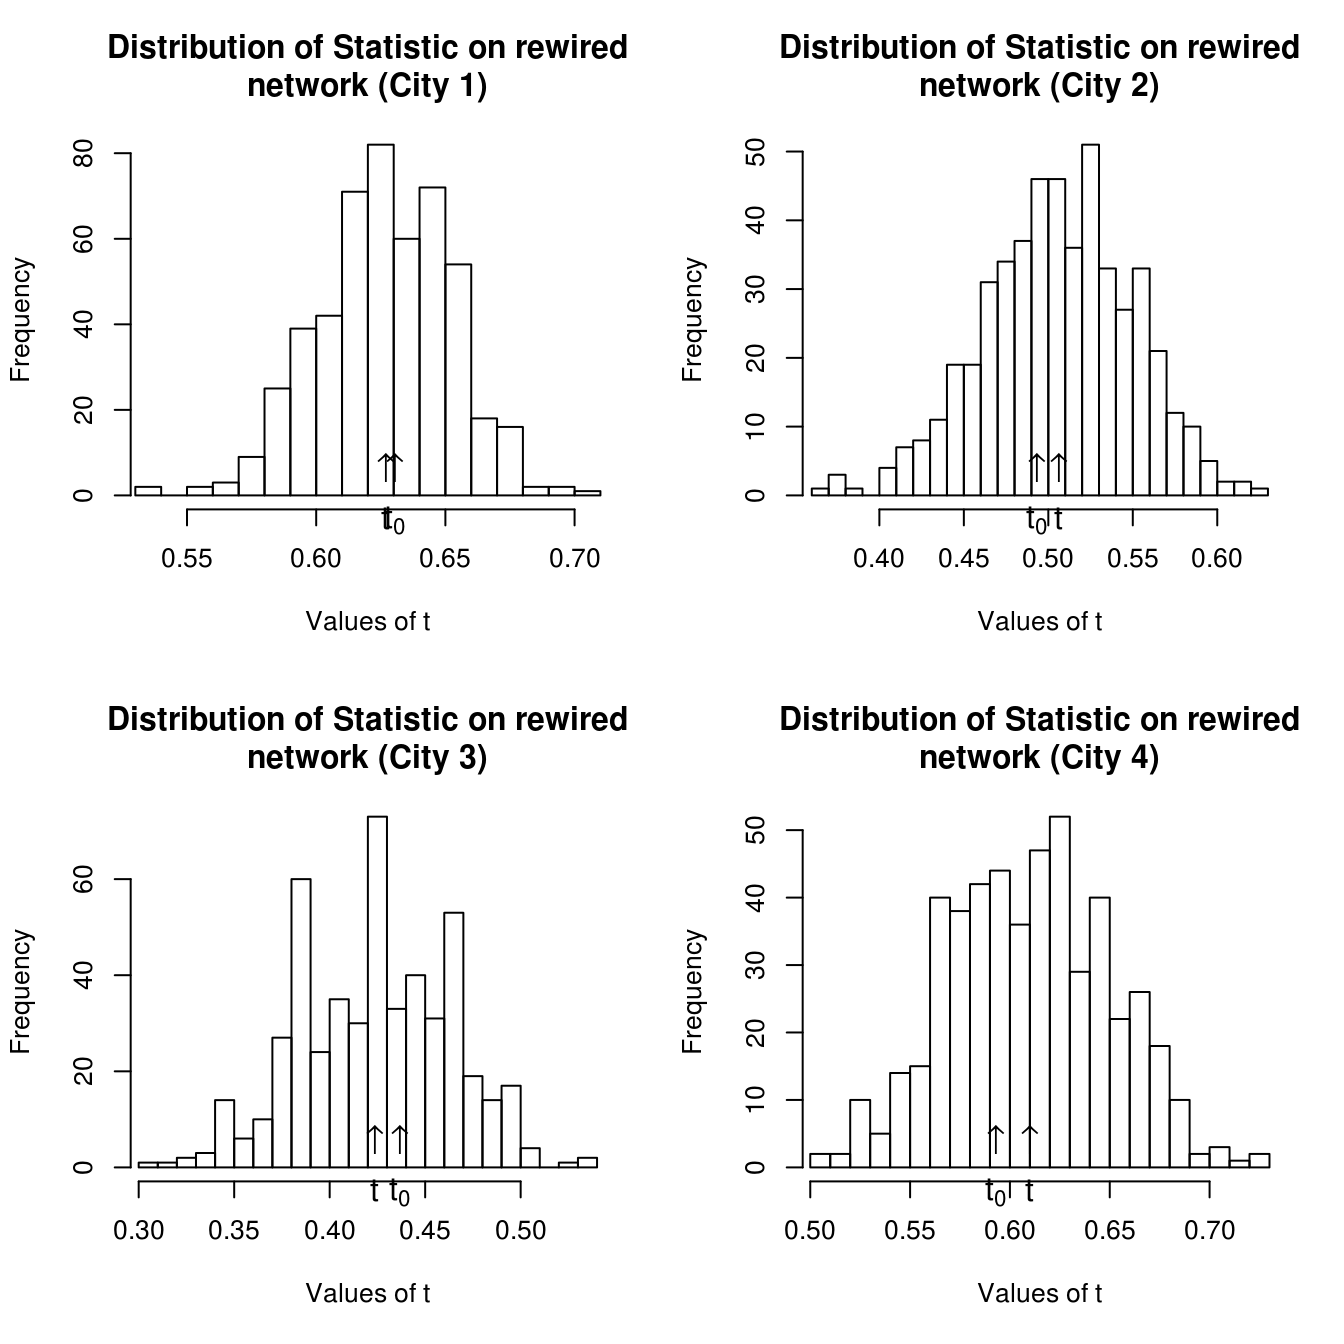 Distribution of Statistic on rewired
network (City 1)
Frequency
0 20 40 60 80
t t0
0.55 0.60 0.65 0.70
Values of t
Distribution of Statistic on rewired
network (City 2)
Frequency
0 10 20 30 40 50
t0 t
0.40 0.45 0.50 0.55 0.60
Values of t
Distribution of Statistic on rewired
network (City 3)
Frequency
0 20 40 60
t t0
0.30 0.35 0.40 0.45 0.50
Values of t
Distribution of Statistic on rewired
network (City 4)
Frequency
0 10 20 30 40 50
t0 t
0.50 0.55 0.60 0.65 0.70
Values of t